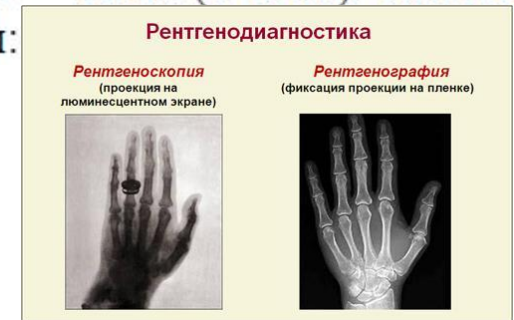 и:
Рентгенодиагностика
Рентгеноскопия
(проекция на
люминесцентном экране)
Рентгенография
(фиксация проекции на пленке)